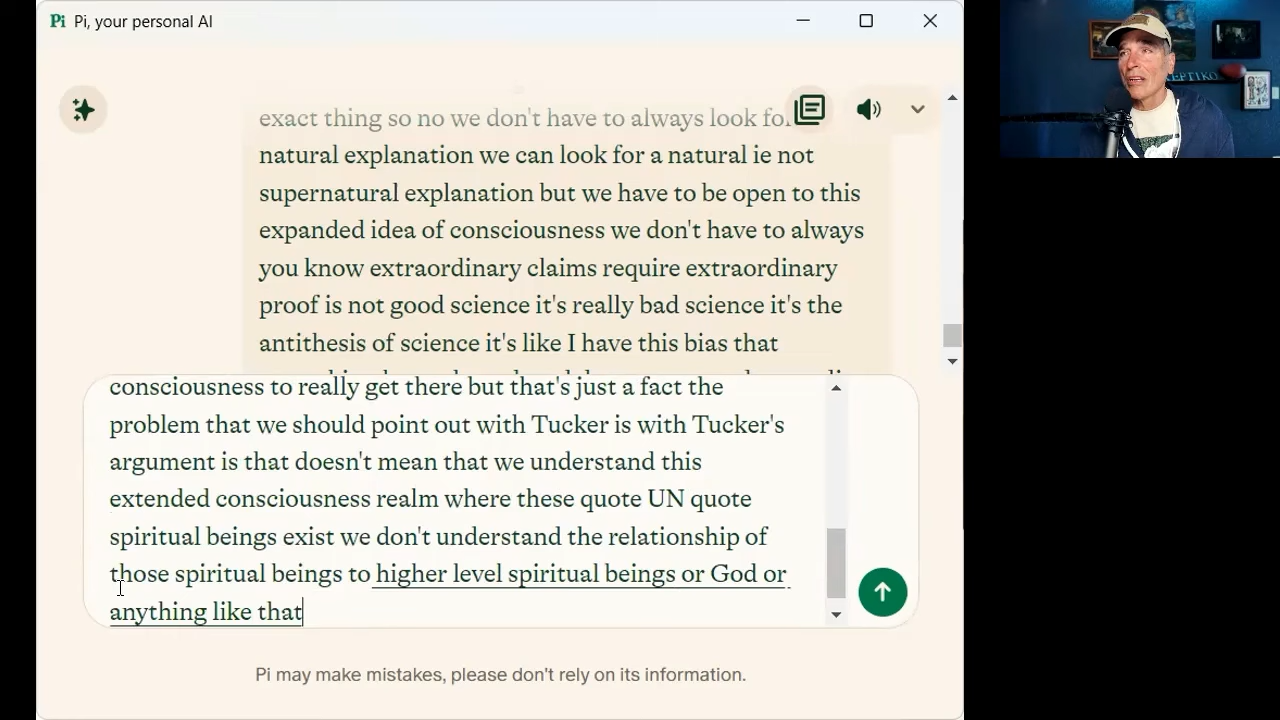 Pi Pi, your personal AI
exact thing so no we don't have to always look for
natural explanation we can look for a natural ie not
supernatural explanation but we have to be open to this
expanded idea of consciousness we don't have to always
you know extraordinary claims require extraordinary
proof is not good science it's really bad science it's the
antithesis of science it's like I have this bias that
consciousness to really get there but that's just a fact the
problem that we should point out with Tucker is with Tucker's
argument is that doesn't mean that we understand this
extended consciousness realm where these quote UN quote
spiritual beings exist we don't understand the relationship of
those spiritual beings to higher level spiritual beings or God or
anything like that
Pi may make mistakes, please don't rely on its information.
EPTIKO